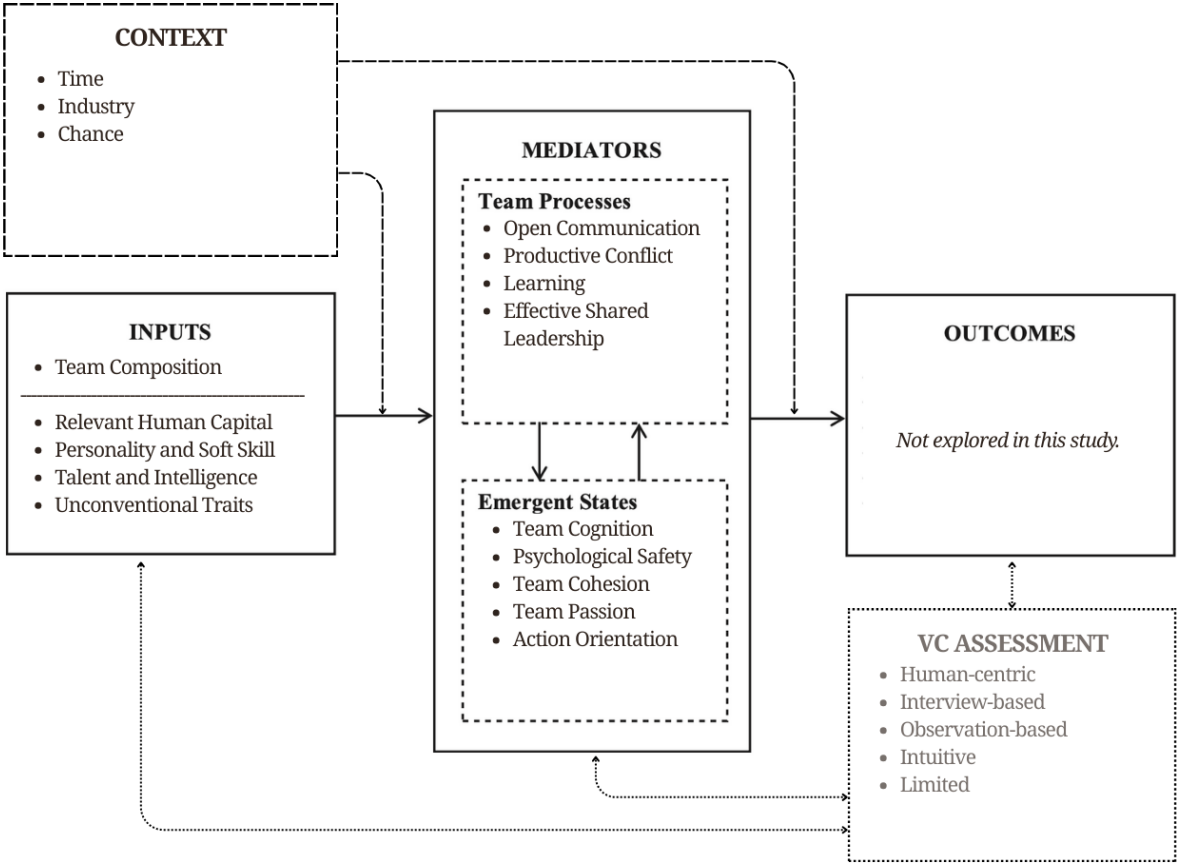 CONTEXT
• Time
• Industry
• Chance
INPUTS
• Team Composition
• Relevant Human Capital
• Personality and Soft Skill
• Talent and Intelligence
• Unconventional Traits
MEDIATORS
Team Processes
• Open Communication
• Productive Conflict
• Learning
• Effective Shared
Leadership
Emergent States
• Team Cognition
• Psychological Safety
• Team Cohesion
• Team Passion
• Action Orientation
OUTCOMES
Not explored in this study.
VC ASSESSMENT
• Human-centric
• Interview-based
• Observation-based
• Intuitive
• Limited